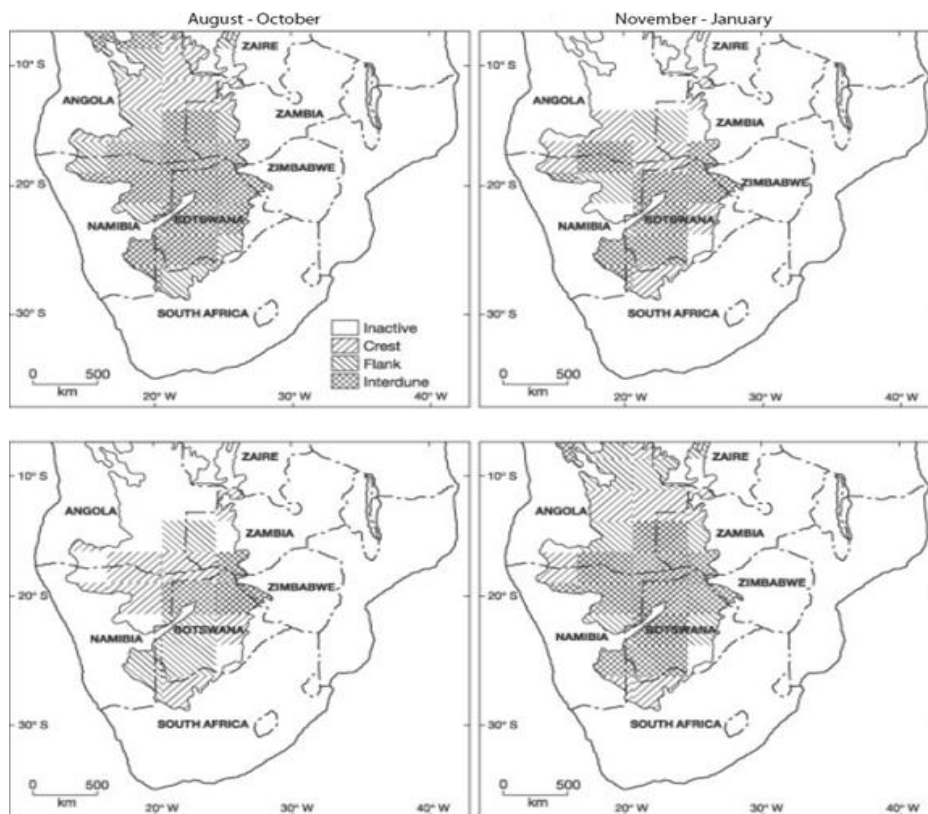 August - October
ZAIRE
10° S
ANGOLA
ZAMBIA
ZIMBABWE
20° S
NAMIBIA
BOTSWANA
30° S
SOUTH AFRICA
Inactive
Crest
Flank
Interdune
0 500
km
20° W 30° W 40° W
November - January
ZAIRE
10° S
ANGOLA
ZAMBIA
ZIMBABWE
20° S
NAMIBIA
BOTSWANA
30° S
SOUTH AFRICA
0 500
km
20° W 30° W 40° W
ZAIRE
10° S
ANGOLA
ZAMBIA
ZIMBABWE
20° S
NAMIBIA
BOTSWANA
30° S
SOUTH AFRICA
0 500
km
20° W 30° W 40° W
ZAIRE
10° S
ANGOLA
ZAMBIA
ZIMBABWE
20° S
NAMIBIA
BOTSWANA
30° S
SOUTH AFRICA
0 500
km
20° W 30° W 40° W